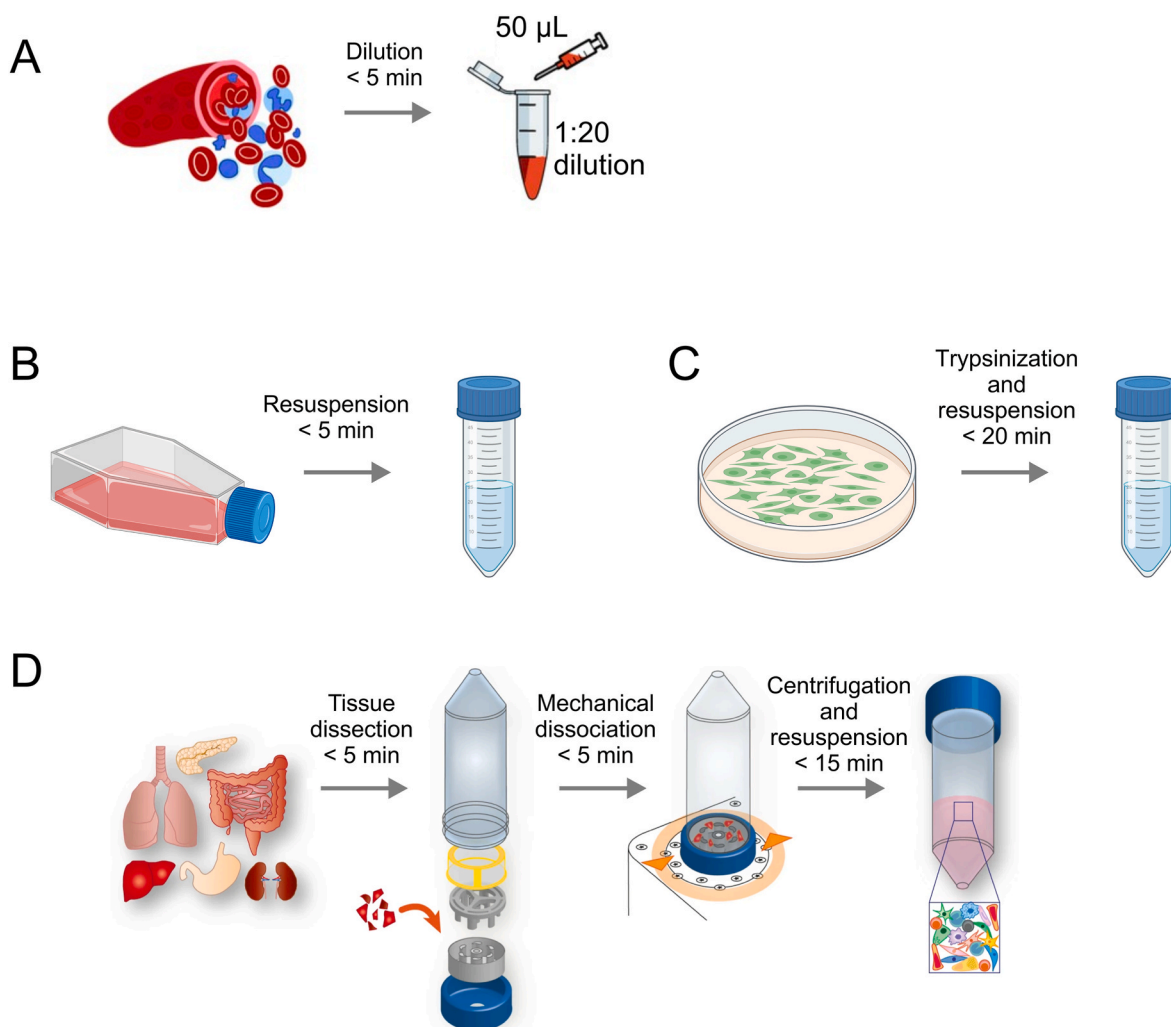 A
Dilution
< 5 min
50 µL
1:20
dilution
B
Resuspension
< 5 min
C
Trypsinization
and
resuspension
< 20 min
D
Tissue
dissection
< 5 min
Mechanical
dissociation
< 5 min
Centrifugation
and
resuspension
< 15 min